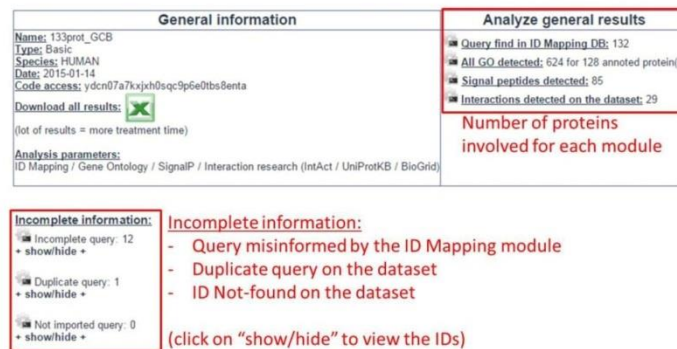 General information
Name: 133prot_GCB
Type: Basic
Species: HUMAN
Date: 2015-01-14
Code access: ydcn07a7kxjxh0sqc9p6e0tbs8enta
Download all results:
(lot of results = more treatment time)
Analysis parameters:
ID Mapping / Gene Ontology / SignalP / Interaction research (IntAct / UniProtKB / BioGrid)
Analyze general results
Query find in ID Mapping DB: 132
All GO detected: 624 for 128 annoted protein(
Signal peptides detected: 85
Interactions detected on the dataset: 29
Number of proteins
involved for each module
Incomplete information:
Incomplete query: 12
+ show/hide +
Duplicate query: 1
+ show/hide +
Not imported query: 0
+ show/hide +
Incomplete information:
- Query misinformed by the ID Mapping module
- Duplicate query on the dataset
- ID Not-found on the dataset
(click on “show/hide” to view the IDs)